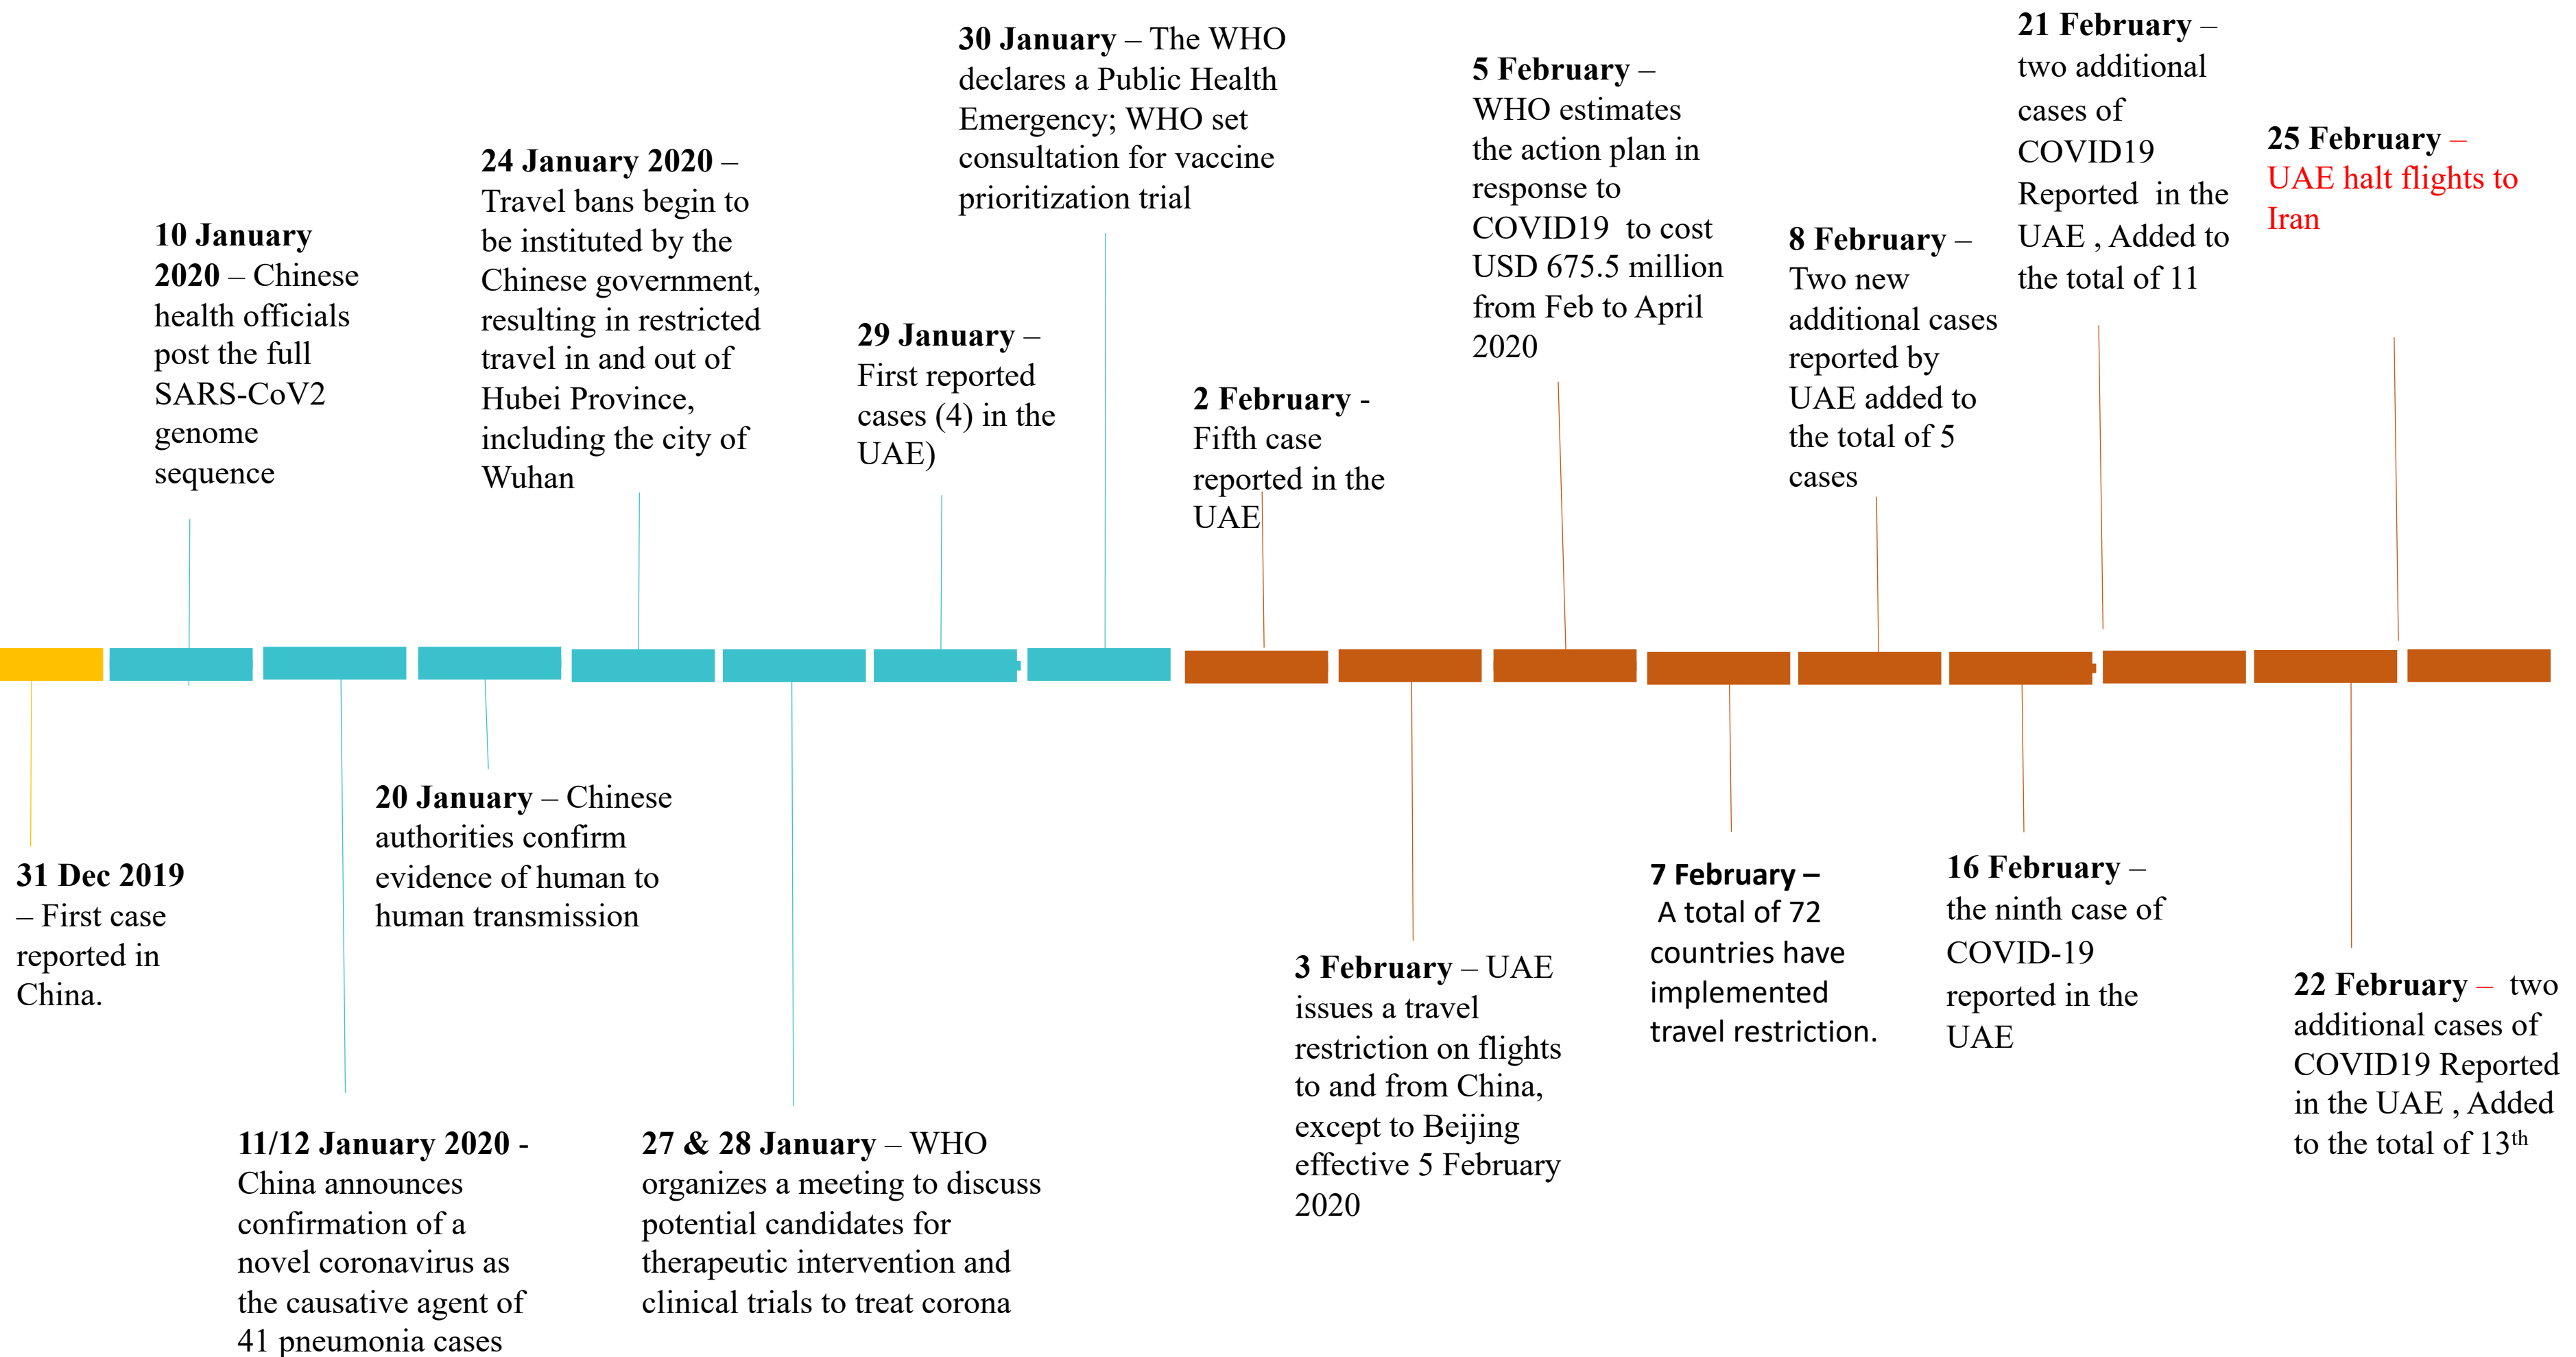 31 Dec 2019
– First case
reported in
China.
10 January
2020 – Chinese
health officials
post the full
SARS-CoV2
genome
sequence
11/12 January 2020 -
China announces
confirmation of a
novel coronavirus as
the causative agent of
41 pneumonia cases
20 January – Chinese
authorities confirm
evidence of human to
human transmission
24 January 2020 –
Travel bans begin to
be instituted by the
Chinese government,
resulting in restricted
travel in and out of
Hubei Province,
including the city of
Wuhan
27 & 28 January – WHO
organizes a meeting to discuss
potential candidates for
therapeutic intervention and
clinical trials to treat corona
29 January –
First reported
cases (4) in the
UAE)
30 January – The WHO
declares a Public Health
Emergency; WHO set
consultation for vaccine
prioritization trial
2 February -
Fifth case
reported in the
UAE
3 February – UAE
issues a travel
restriction on flights
to and from China,
except to Beijing
effective 5 February
2020
5 February –
WHO estimates
the action plan in
response to
COVID19 to cost
USD 675.5 million
from Feb to April
2020
7 February –
A total of 72
countries have
implemented
travel restriction.
8 February –
Two new
additional cases
reported by
UAE added to
the total of 5
cases
16 February –
the ninth case of
COVID-19
reported in the
UAE
21 February –
two additional
cases of
COVID19
Reported in the
UAE , Added to
the total of 11
22 February – two
additional cases of
COVID19 Reported
in the UAE , Added
to the total of 13th
25 February –
UAE halt flights to
Iran